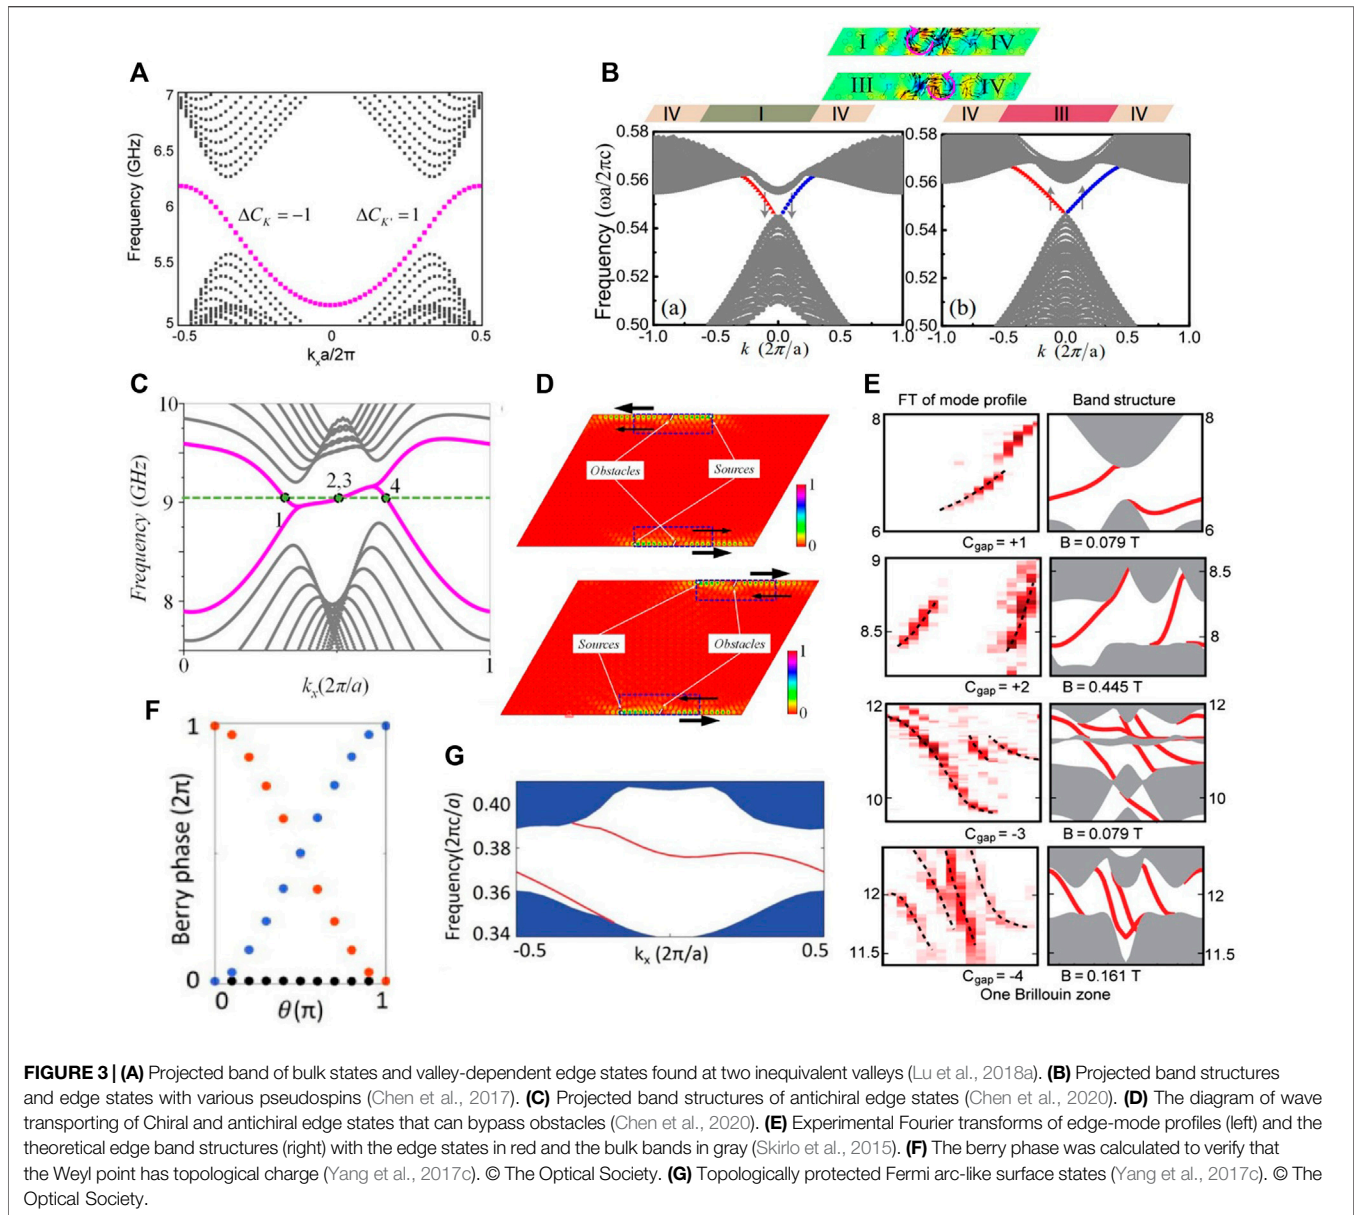 A
Frequency (GHz)
7
6.5
6
5.5
5
ΔC_K = −1
ΔC_K' = 1
-0.5
0
0.5
k_x a/2π
B
I
IV
III
IV
IV
I
IV
IV
III
IV
Frequency (ωa/2πc)
0.58
0.56
0.54
0.52
0.50
(a)
-1.0
-0.5
0.0
0.5
1.0
k (2π/a)
0.58
0.56
0.54
0.52
0.50
(b)
-1.0
-0.5
0.0
0.5
1.0
k (2π/a)
C
Frequency (GHz)
10
9
8
1
2,3
4
0
1
k_x(2π/a)
D
Obstacles
Sources
1
0
Sources
Obstacles
1
0
E
FT of mode profile
Band structure
8
6
8
6
C_gap = +1
B = 0.079 T
9
8.5
8.5
8
C_gap = +2
B = 0.445 T
12
10
12
10
C_gap = -3
B = 0.079 T
12
11.5
12
11.5
C_gap = -4
B = 0.161 T
One Brillouin zone
F
Berry phase (2π)
1
0
0
1
θ(π)
G
Frequency(2πc/a)
0.40
0.38
0.36
0.34
-0.5
0.5
k_x (2π/a)
FIGURE 3 | (A) Projected band of bulk states and valley-dependent edge states found at two inequivalent valleys (Lu et al., 2018a). (B) Projected band structures
and edge states with various pseudospins (Chen et al., 2017). (C) Projected band structures of antichiral edge states (Chen et al., 2020). (D) The diagram of wave
transporting of Chiral and antichiral edge states that can bypass obstacles (Chen et al., 2020). (E) Experimental Fourier transforms of edge-mode profiles (left) and the
theoretical edge band structures (right) with the edge states in red and the bulk bands in gray (Skirlo et al., 2015). (F) The berry phase was calculated to verify that
the Weyl point has topological charge (Yang et al., 2017c). © The Optical Society. (G) Topologically protected Fermi arc-like surface states (Yang et al., 2017c). © The
Optical Society.